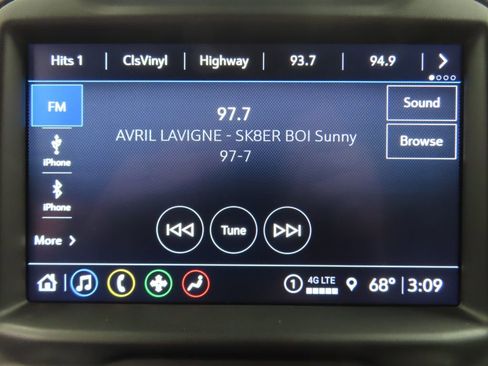 Hits 1 ClsVinyl Highway 93.7 94.9
FM
97.7
Sound
AVRIL LAVIGNE - SK8ER BOI Sunny
97-7
Browse
iPhone
iPhone
More
Tune
1 4G LTE 68° 3:09